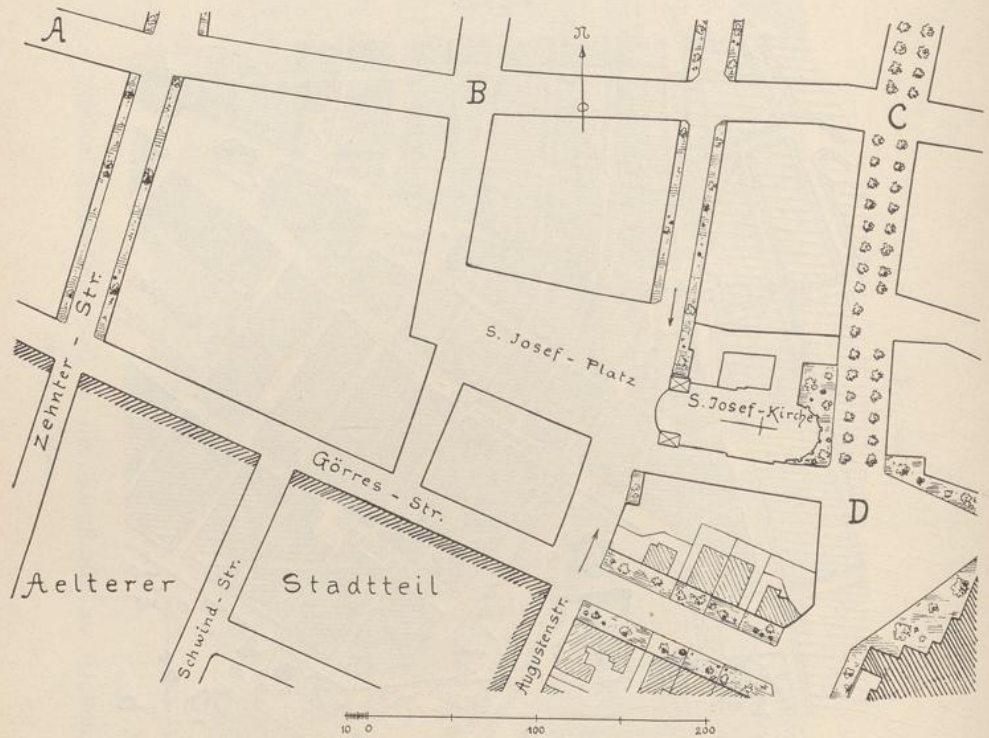 A
B
C
N
S. Josef - Platz
S. Josef - Kirche
Zehnter - Str.
Görres - Str.
D
Aelterer Stadtteil
Schwind - Str.
Augustenstr.
10 0 100 200